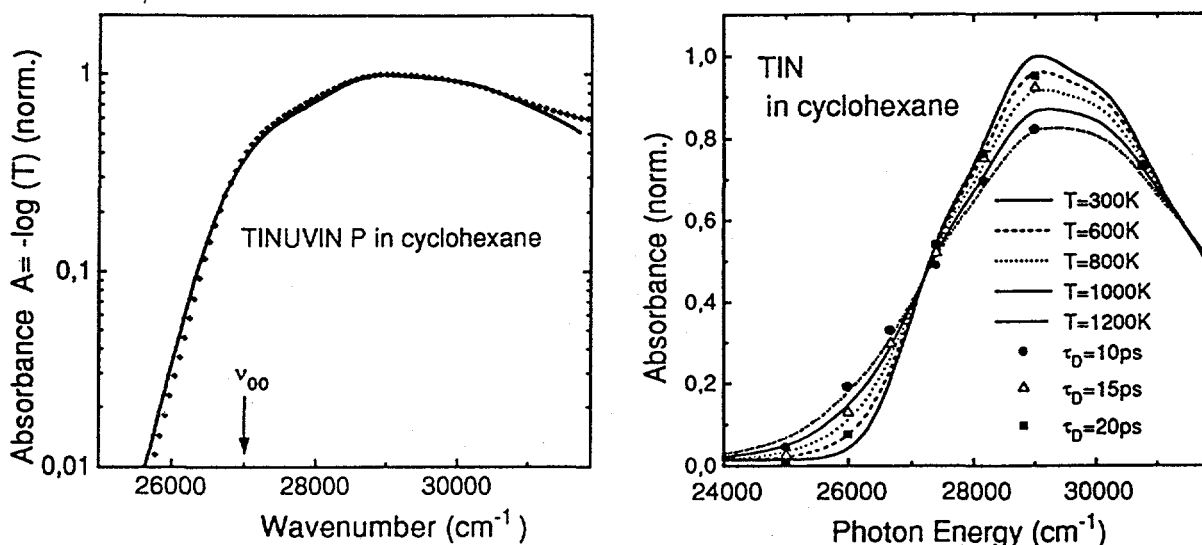 Absorbance A= -log (T) (norm.)
1
0,1
0,01
TINUVIN P in cyclohexane
ν00
26000
28000
30000
Wavenumber (cm-1)
Absorbance (norm.)
1,0
0,8
0,6
0,4
0,2
0,0
TIN
in cyclohexane
T=300K
T=600K
T=800K
T=1000K
T=1200K
τD=10ps
τD=15ps
τD=20ps
24000
26000
28000
30000
Photon Energy (cm-1)